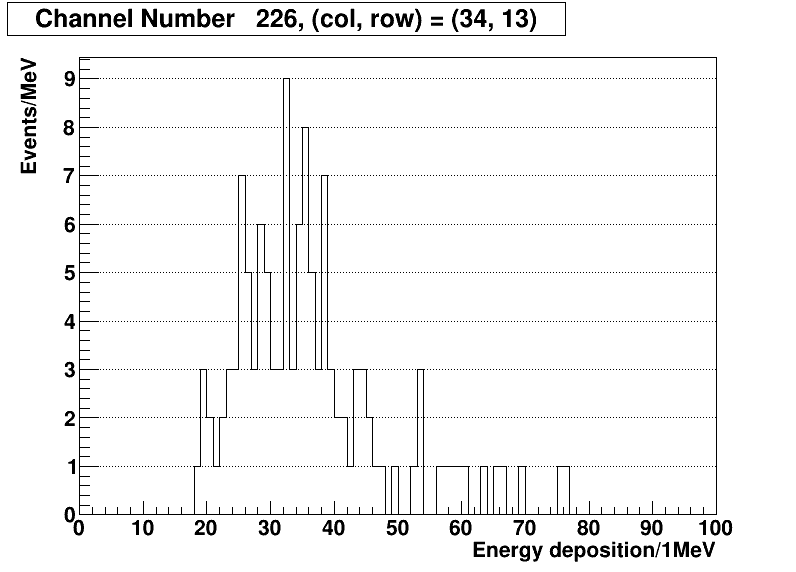 Channel Number 226, (col, row) = (34, 13)
Events/MeV
9
8
7
6
5
4
3
2
1
0
0 10 20 30 40 50 60 70 80 90 100
Energy deposition/1MeV